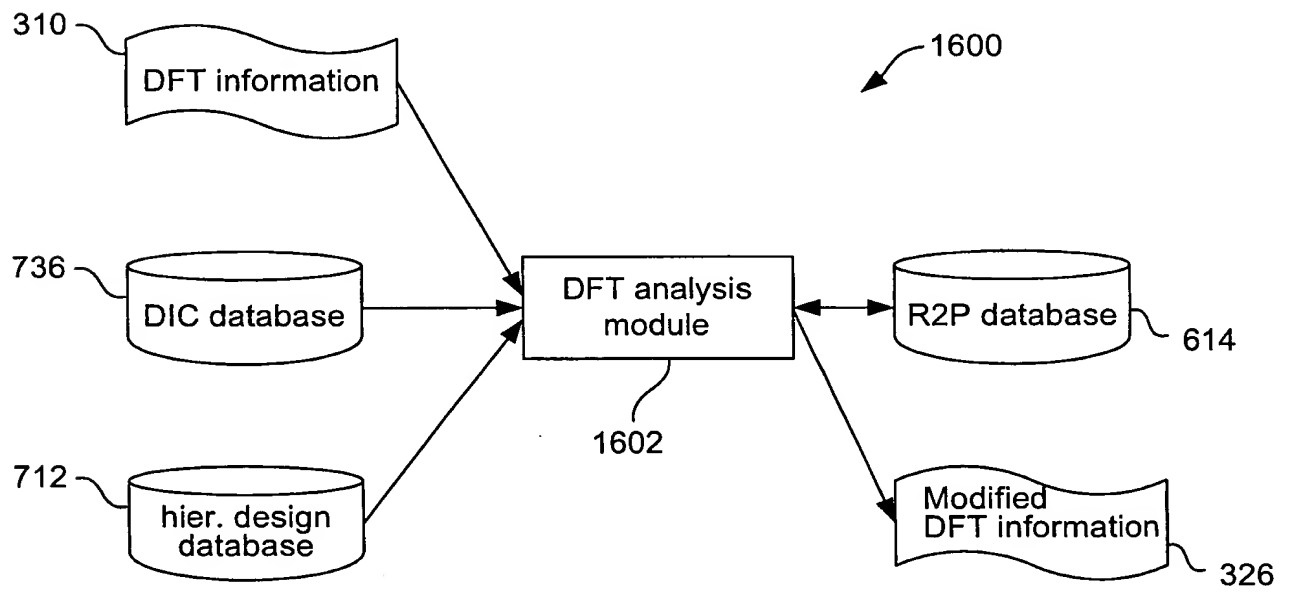 310
DFT information
1600
736
DIC database
DFT analysis
module
R2P database
614
1602
712
hier. design
database
Modified
DFT information
326